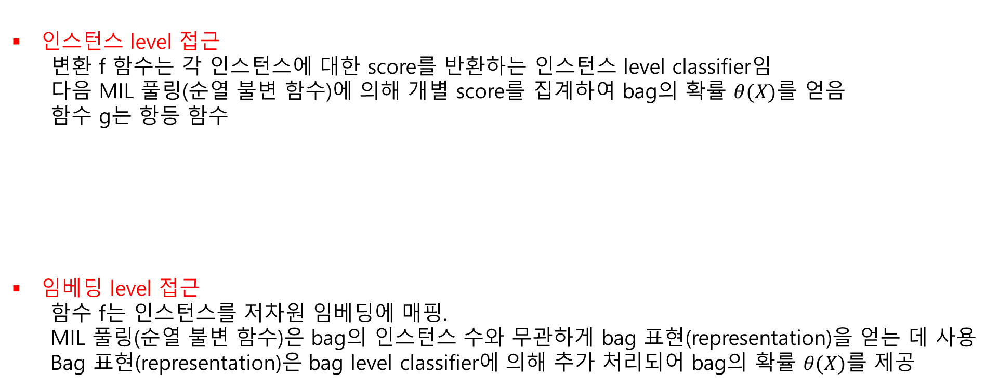 ▪ 인스턴스 level 접근
변환 f 함수는 각 인스턴스에 대한 score를 반환하는 인스턴스 level classifier임
다음 MIL 풀링(순열 불변 함수)에 의해 개별 score를 집계하여 bag의 확률 𝜃(𝑋)를 얻음
함수 g는 항등 함수
▪ 임베딩 level 접근
함수 f는 인스턴스를 저차원 임베딩에 매핑.
MIL 풀링(순열 불변 함수)은 bag의 인스턴스 수와 무관하게 bag 표현(representation)을 얻는 데 사용
Bag 표현(representation)은 bag level classifier에 의해 추가 처리되어 bag의 확률 𝜃(𝑋)를 제공